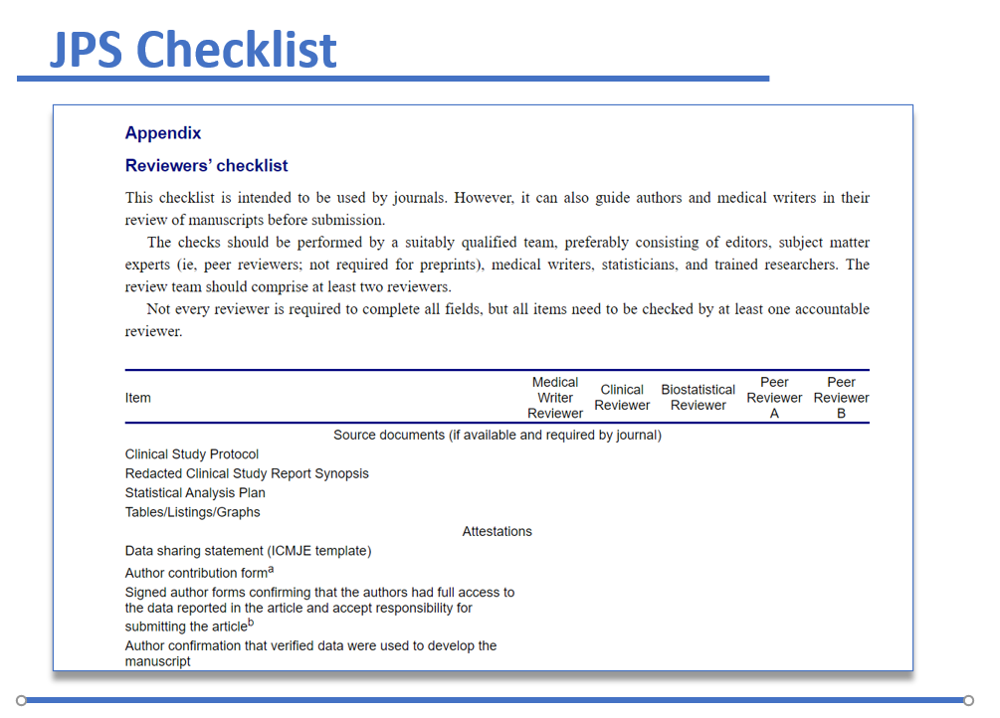 JPS Checklist
Appendix
Reviewers’ checklist
This checklist is intended to be used by journals. However, it can also guide authors and medical writers in their
review of manuscripts before submission.
The checks should be performed by a suitably qualified team, preferably consisting of editors, subject matter
experts (ie, peer reviewers; not required for preprints), medical writers, statisticians, and trained researchers. The
review team should comprise at least two reviewers.
Not every reviewer is required to complete all fields, but all items need to be checked by at least one accountable
reviewer.
Item
Medical
Writer
Reviewer
Clinical
Reviewer
Biostatistical
Reviewer
Peer
Reviewer
A
Peer
Reviewer
B
Source documents (if available and required by journal)
Clinical Study Protocol
Redacted Clinical Study Report Synopsis
Statistical Analysis Plan
Tables/Listings/Graphs
Attestations
Data sharing statement (ICMJE template)
Author contribution formᵃ
Signed author forms confirming that the authors had full access to
the data reported in the article and accept responsibility for
submitting the articleᵇ
Author confirmation that verified data were used to develop the
manuscript